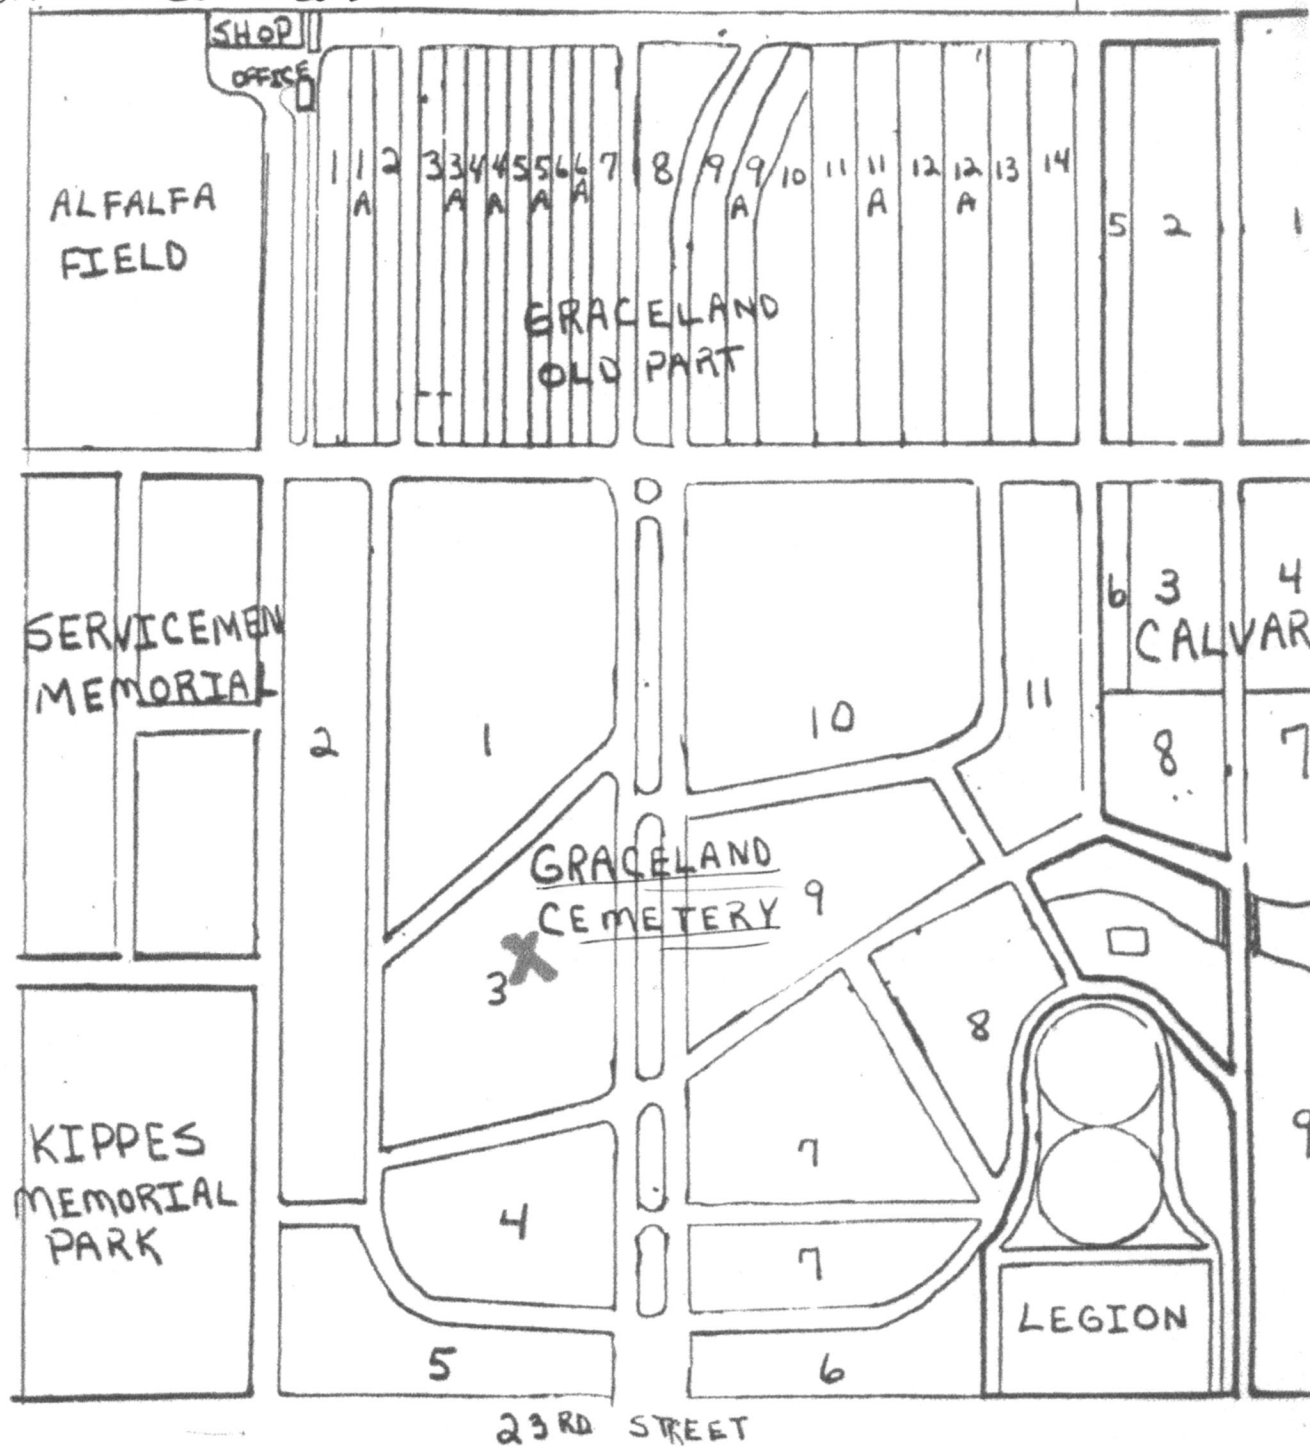 SHOP
OFFICE
ALFALFA
FIELD
1 1 2 3 3 4 4 5 5 6 6 7 8 9 9 10 11 11 12 12 13 14
A A A A A A A A
5 2 1
GRACELAND
OLD PART
SERVICEMEN
MEMORIAL
2 1 10 11
6 3 4
CALVAR
8 7
GRACELAND
CEMETERY
9
3 X
8
KIPPES
MEMORIAL
PARK
4
7
7
9
LEGION
5 6
23RD STREET